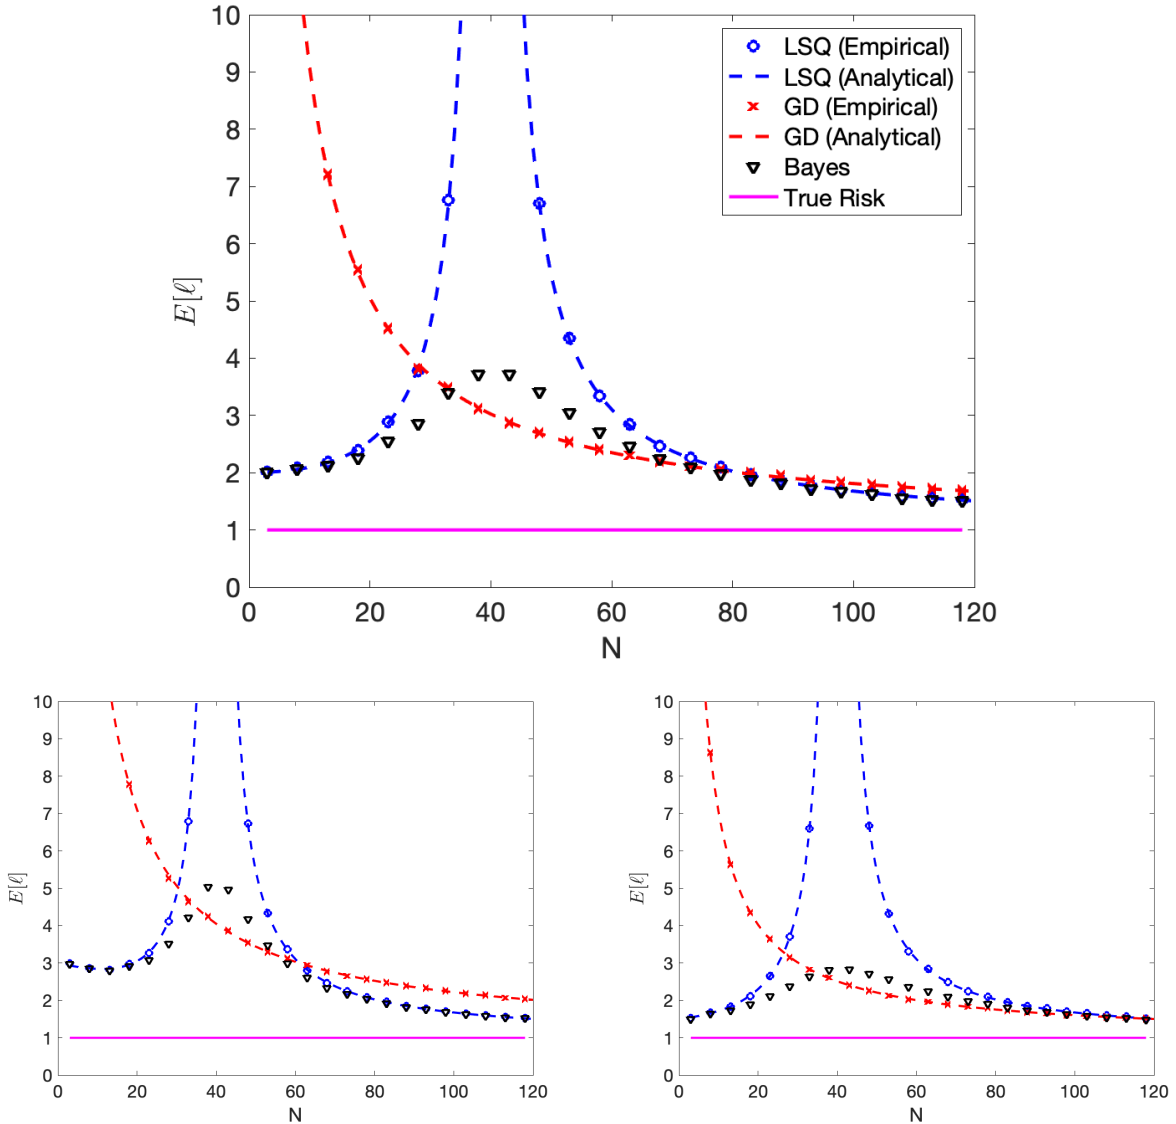 10
9
8
7
6
5
4
3
2
1
0
E[ℓ]
0 20 40 60 80 100 120
N
LSQ (Empirical)
LSQ (Analytical)
GD (Empirical)
GD (Analytical)
Bayes
True Risk
10
9
8
7
6
5
4
3
2
1
0
E[ℓ]
0 20 40 60 80 100 120
N
10
9
8
7
6
5
4
3
2
1
0
E[ℓ]
0 20 40 60 80 100 120
N